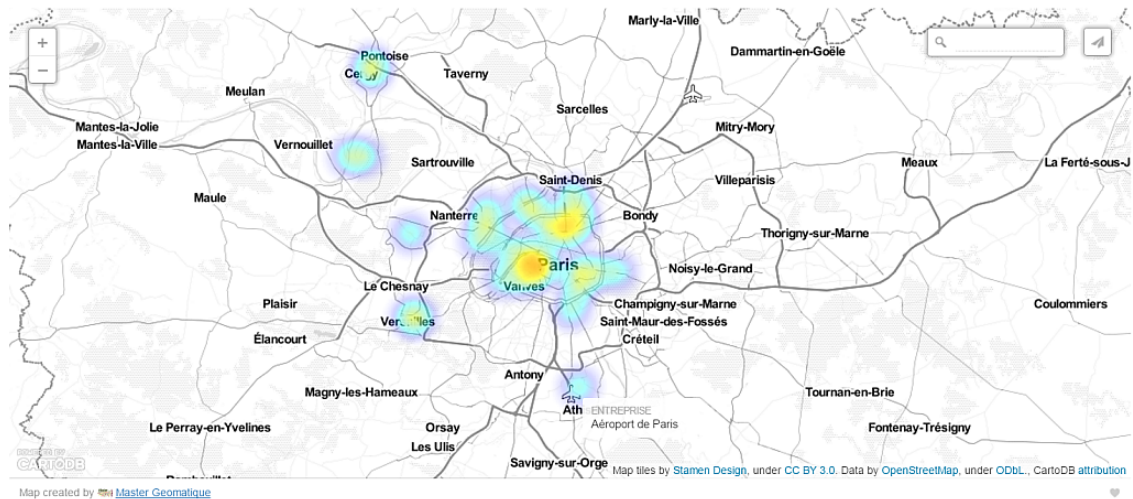 Marly-la-Ville
+
Dammartin-en-Goële
Pontoise
−
Cergy
Taverny
Meulan
Sarcelles
Mantes-la-Jolie
Mitry-Mory
Mantes-la-Ville
Vernouillet
Sartrouville
Meaux
La Ferté-sous-J
Saint-Denis
Villeparisis
Maule
Nanterre
Bondy
Thorigny-sur-Marne
Paris
Noisy-le-Grand
Le Chesnay
Vanves
Plaisir
Champigny-sur-Marne
Coulommiers
Versailles
Saint-Maur-des-Fossés
Élancourt
Créteil
Antony
Magny-les-Hameaux
Tournan-en-Brie
Ath
ENTREPRISE
Aéroport de Paris
Le Perray-en-Yvelines
Orsay
Fontenay-Trésigny
Les Ulis
POWERED BY
CARTODB
Savigny-sur-Orge
Map tiles by Stamen Design, under CC BY 3.0. Data by OpenStreetMap, under ODbL., CartoDB attribution
Map created by Master Geomatique